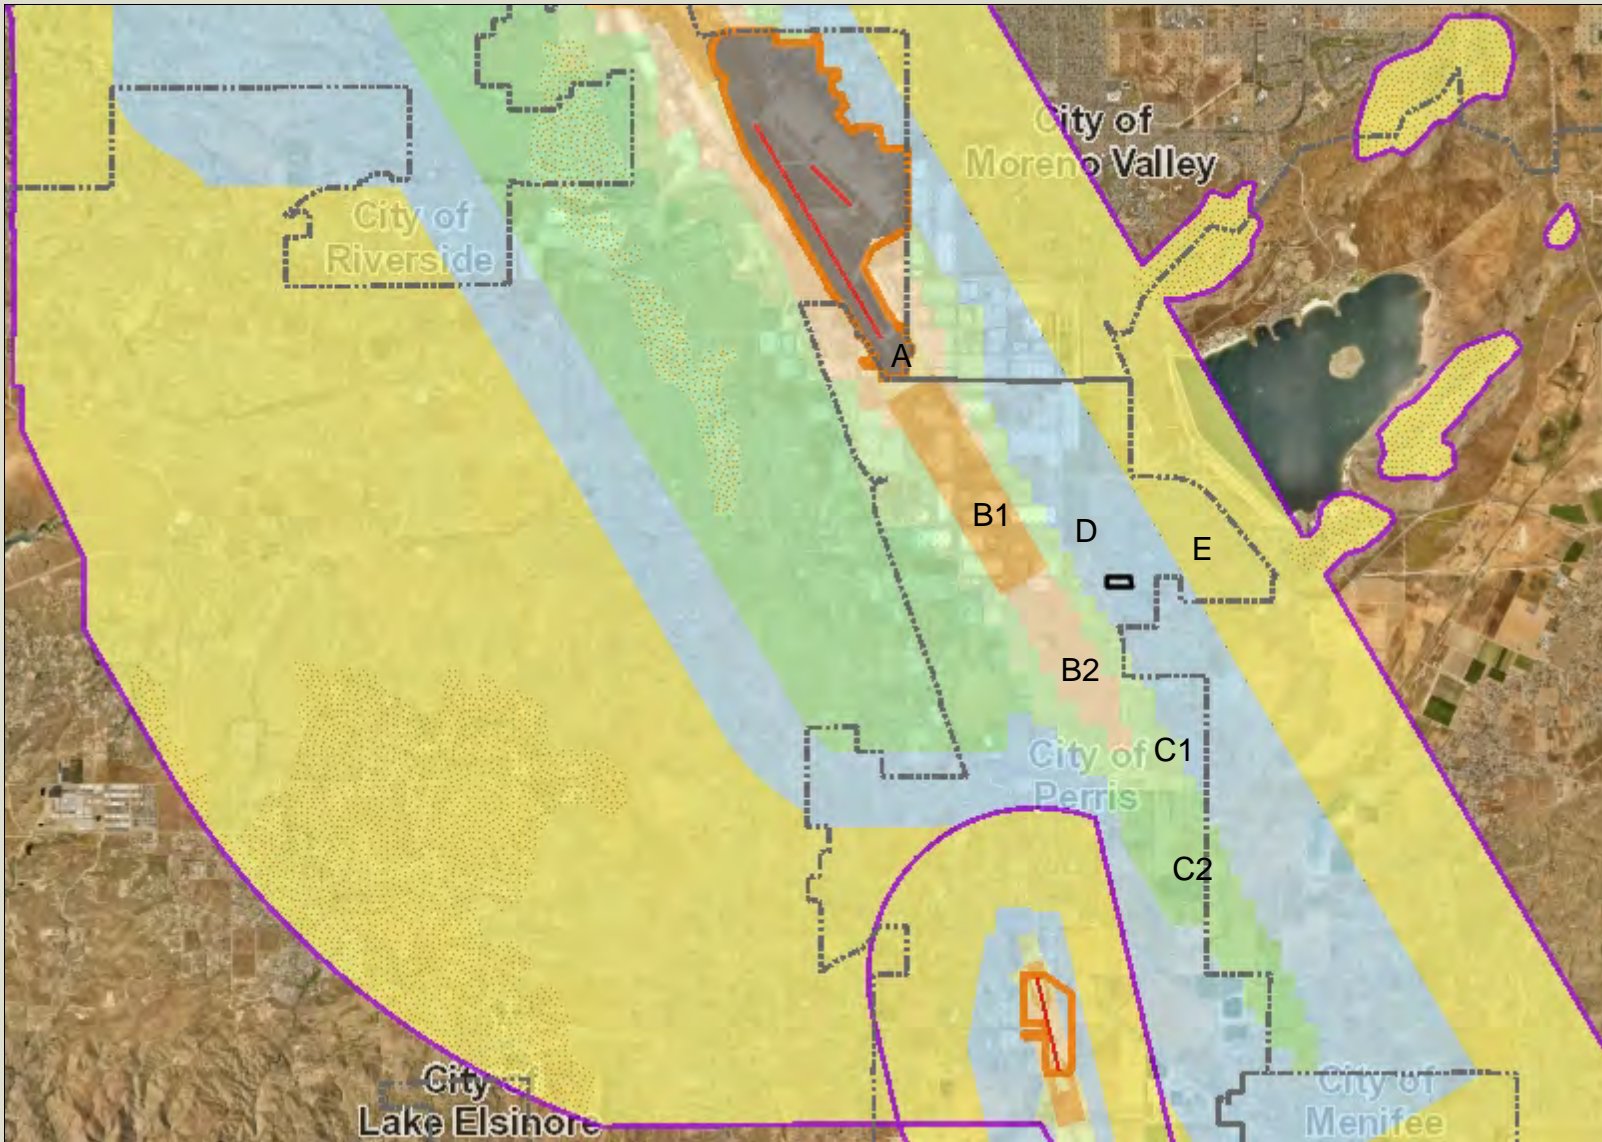 City of
Moreno Valley
City of
Riverside
A
B1
D
E
B2
C1
City of
Perris
C2
City of
Lake Elsinore
City of
Menifee